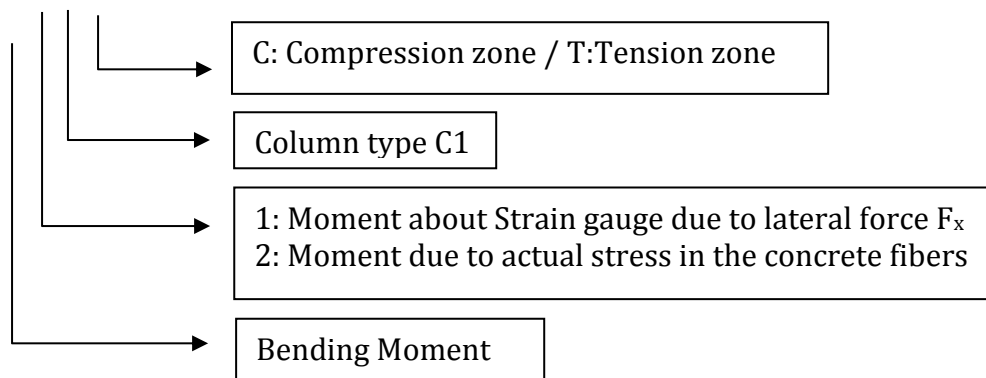 C: Compression zone / T:Tension zone
Column type C1
1: Moment about Strain gauge due to lateral force Fₓ
2: Moment due to actual stress in the concrete fibers
Bending Moment